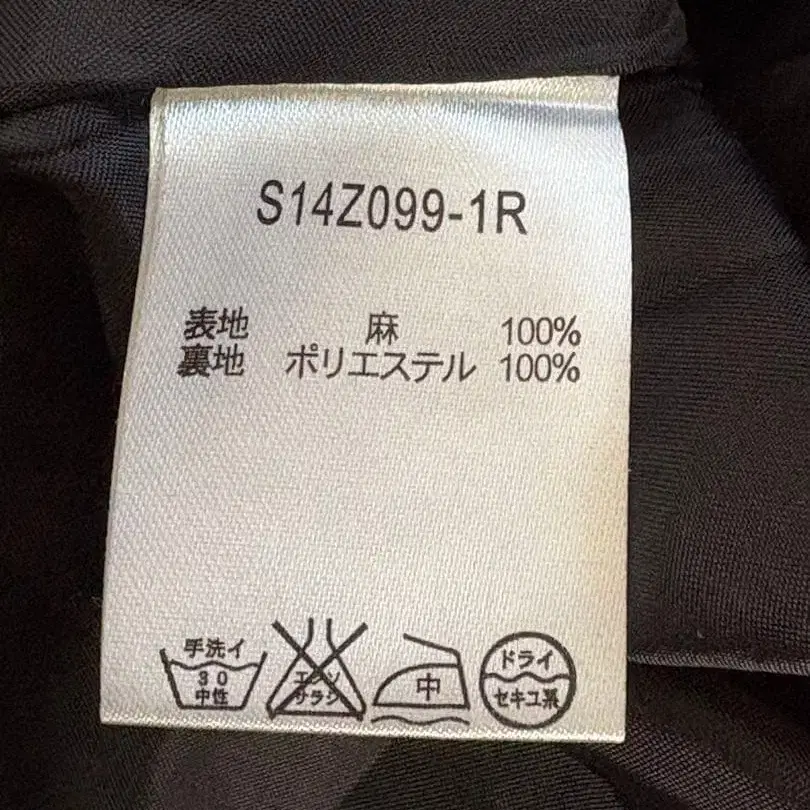 S14Z099-1R
表地 麻 100%
裏地 ポリエステル 100%
手洗イ
30
中性
エンソ
サラシ
中
ドライ
セキユ系